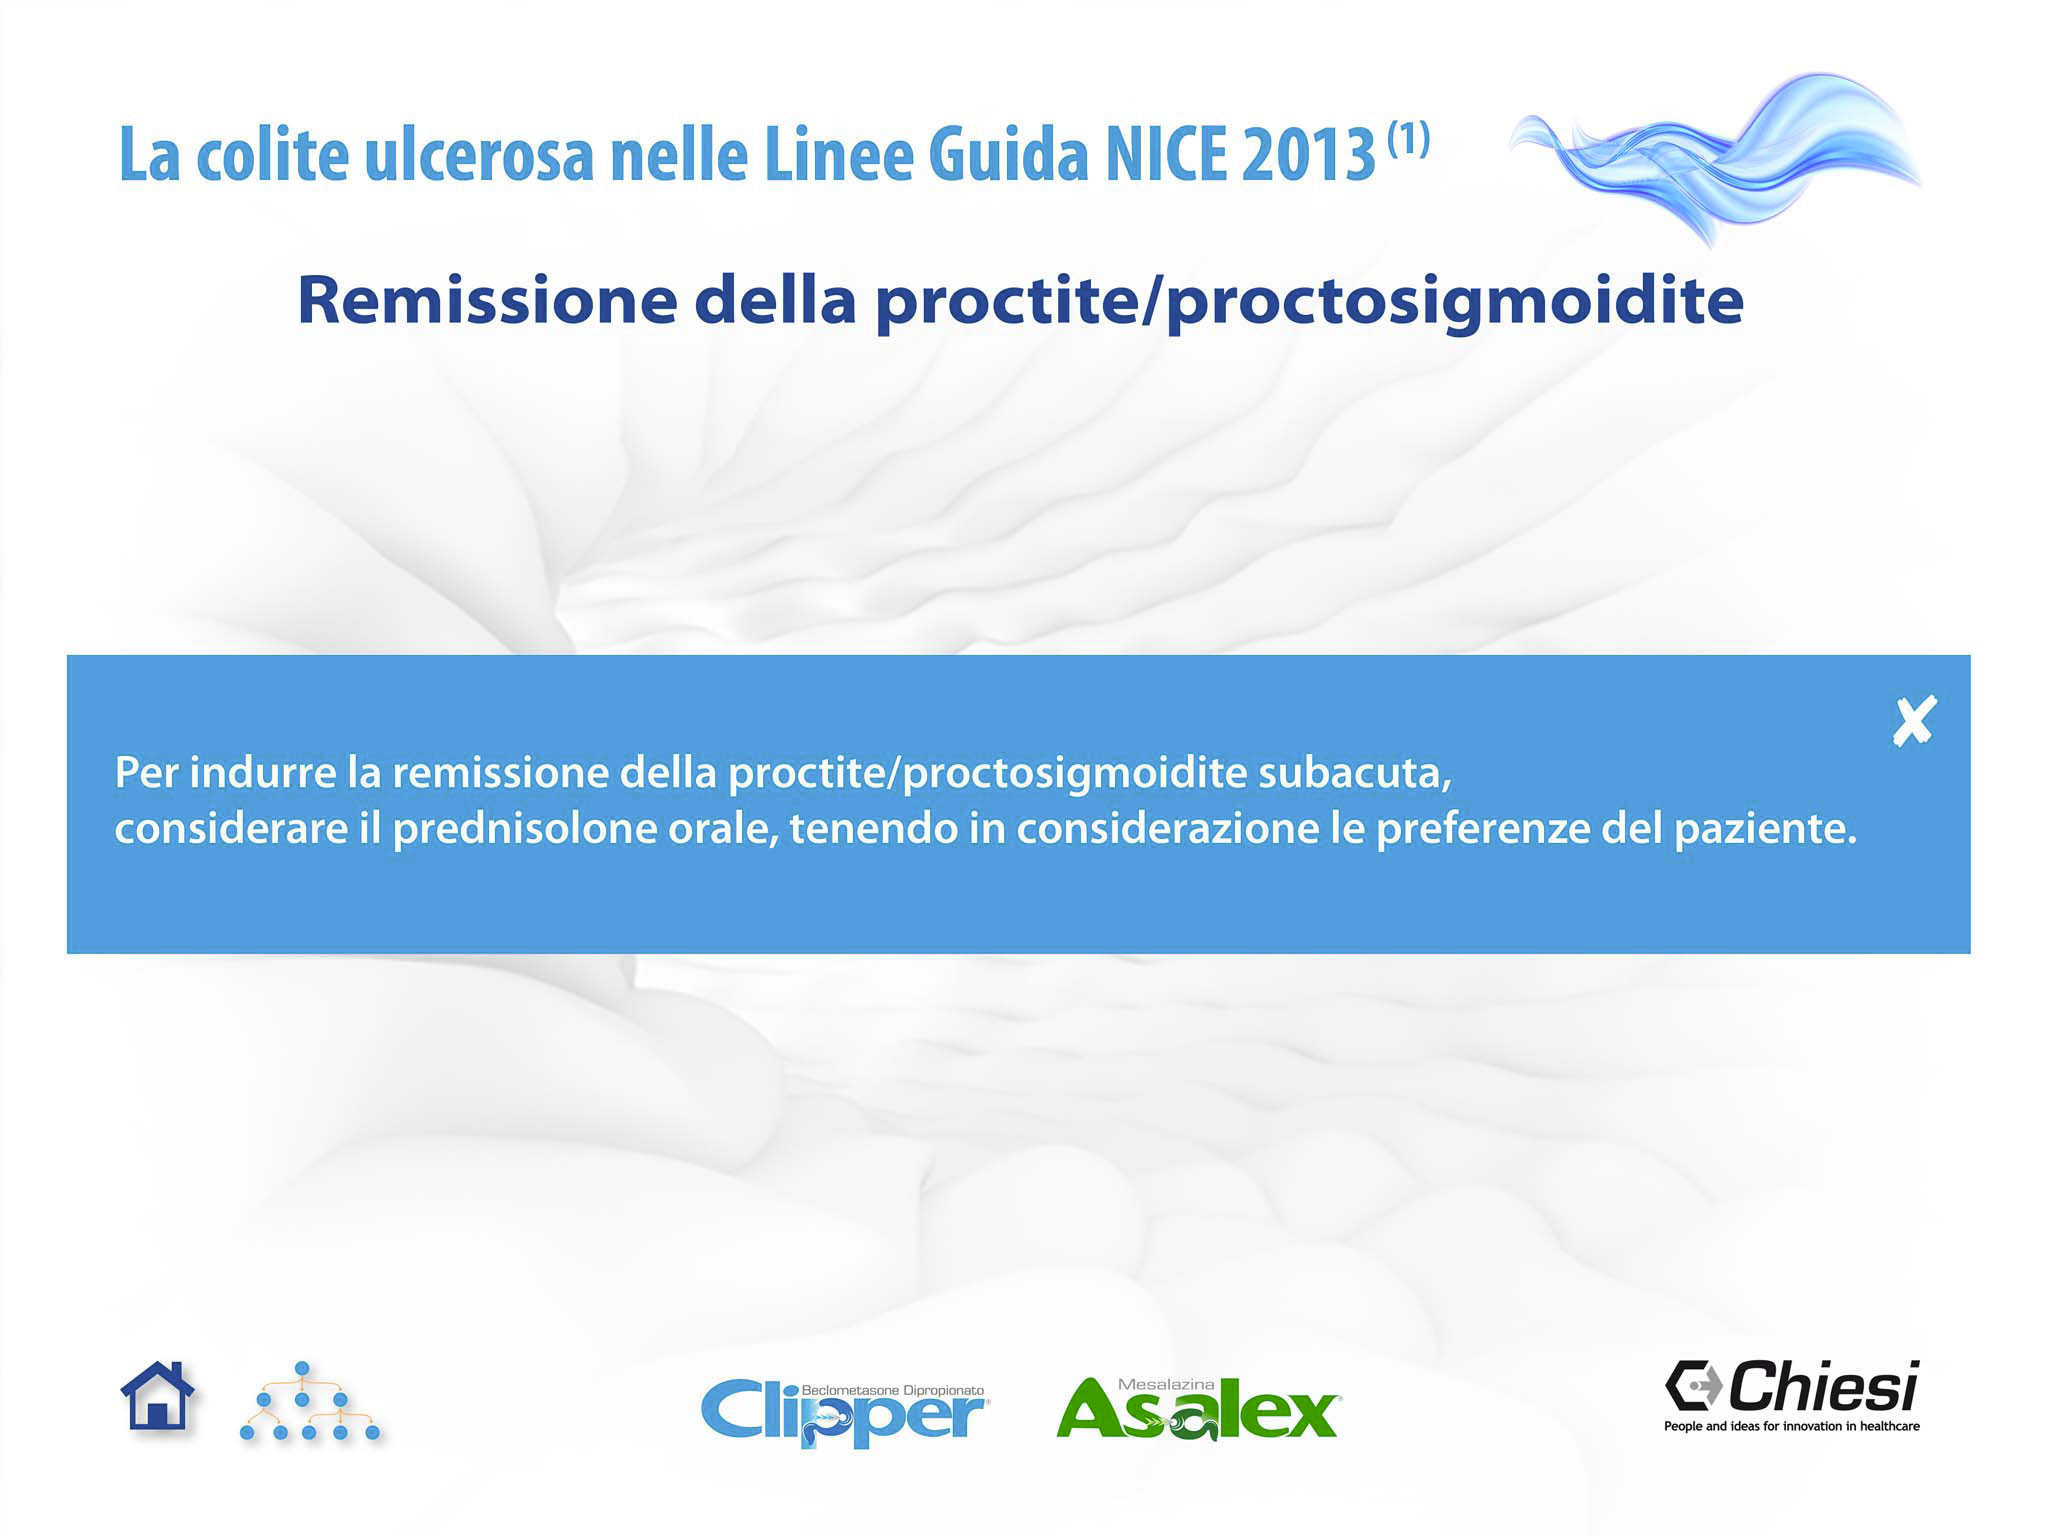 La colite ulcerosa nelle Linee Guida NICE 2013 (1)
Remissione della proctite/proctosigmoidite
Per indurre la remissione della proctite/proctosigmoidite subacuta,
considerare il prednisolone orale, tenendo in considerazione le preferenze del paziente.
Beclometasone Dipropionato
Clipper®
Mesalazina
Asalex®
Chiesi
People and ideas for innovation in healthcare